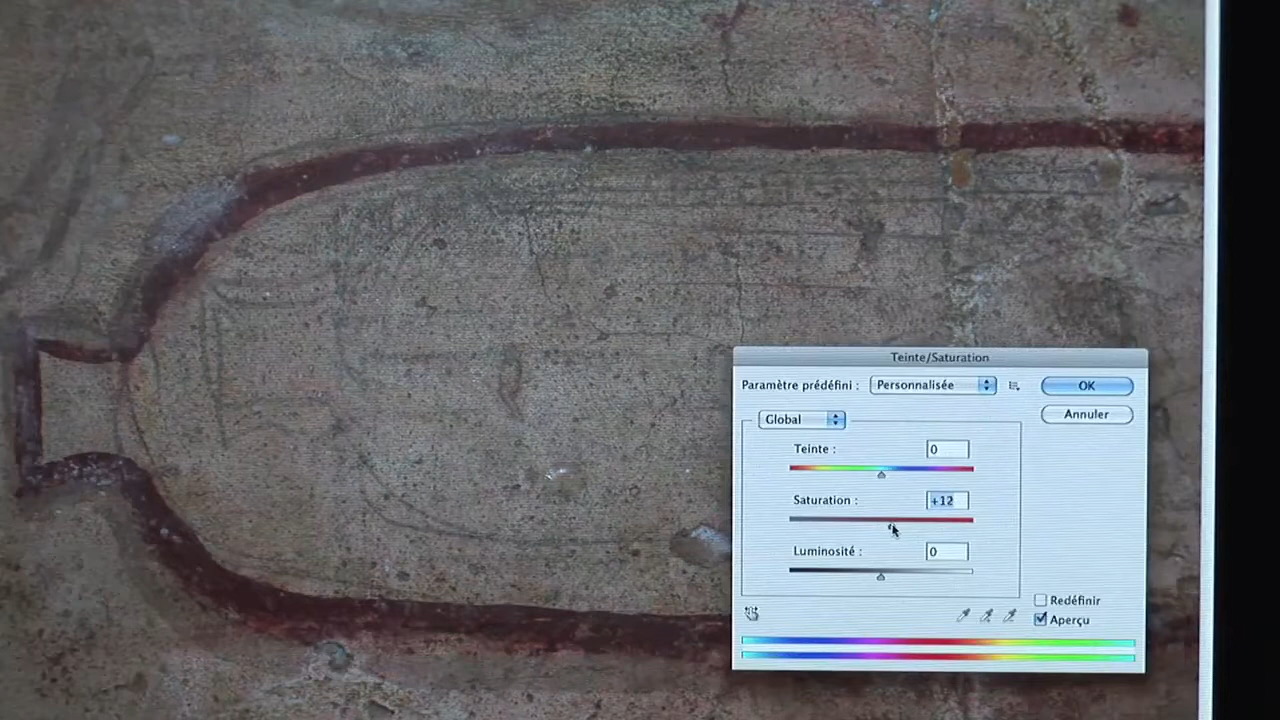 Teinte/Saturation
Paramètre prédéfini : Personnalisée
OK
Annuler
Global
Teinte : 0
Saturation : +12
Luminosité : 0
Redéfinir
Aperçu